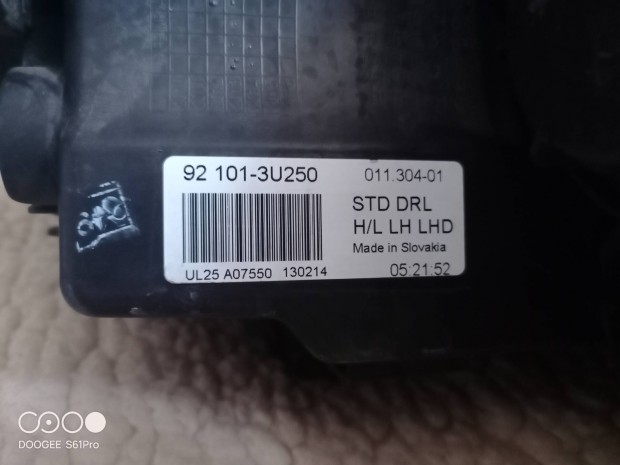 92 101-3U250 011.304-01
STD DRL
H/L LH LHD
Made in Slovakia
UL25 A07550 130214 05:21:52
DOOGEE S61Pro